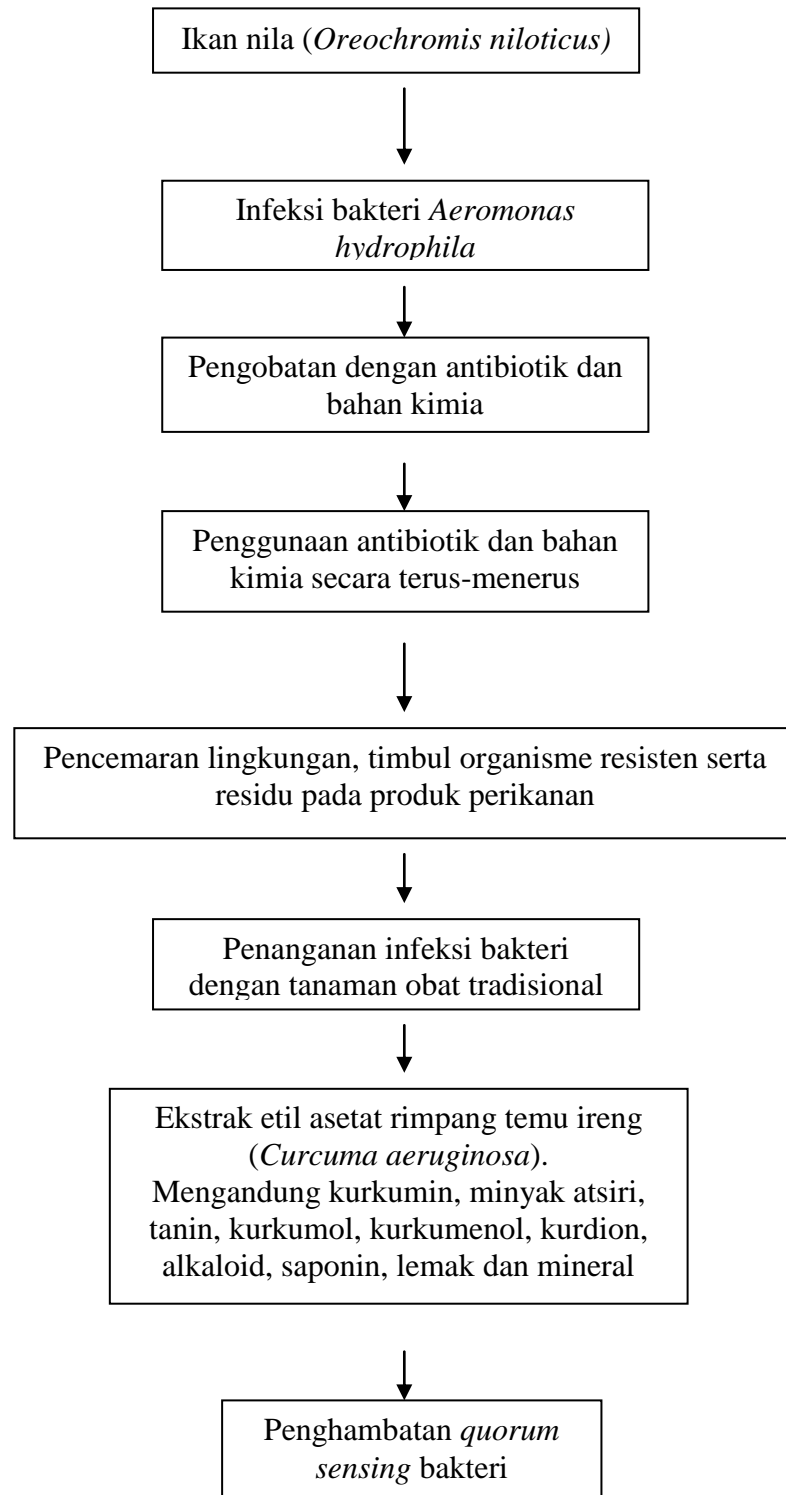 Ikan nila (Oreochromis niloticus)
Infeksi bakteri Aeromonas
hydrophila
Pengobatan dengan antibiotik dan
bahan kimia
Penggunaan antibiotik dan bahan
kimia secara terus-menerus
Pencemaran lingkungan, timbul organisme resisten serta
residu pada produk perikanan
Penanganan infeksi bakteri
dengan tanaman obat tradisional
Ekstrak etil asetat rimpang temu ireng
(Curcuma aeruginosa).
Mengandung kurkumin, minyak atsiri,
tanin, kurkumol, kurkumenol, kurdion,
alkaloid, saponin, lemak dan mineral
Penghambatan quorum
sensing bakteri